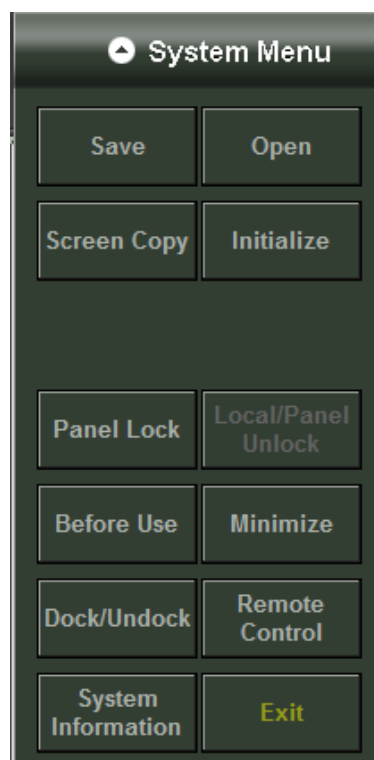 System Menu
Save
Open
Screen Copy
Initialize
Panel Lock
Local/Panel
Unlock
Before Use
Minimize
Dock/Undock
Remote
Control
System
Information
Exit